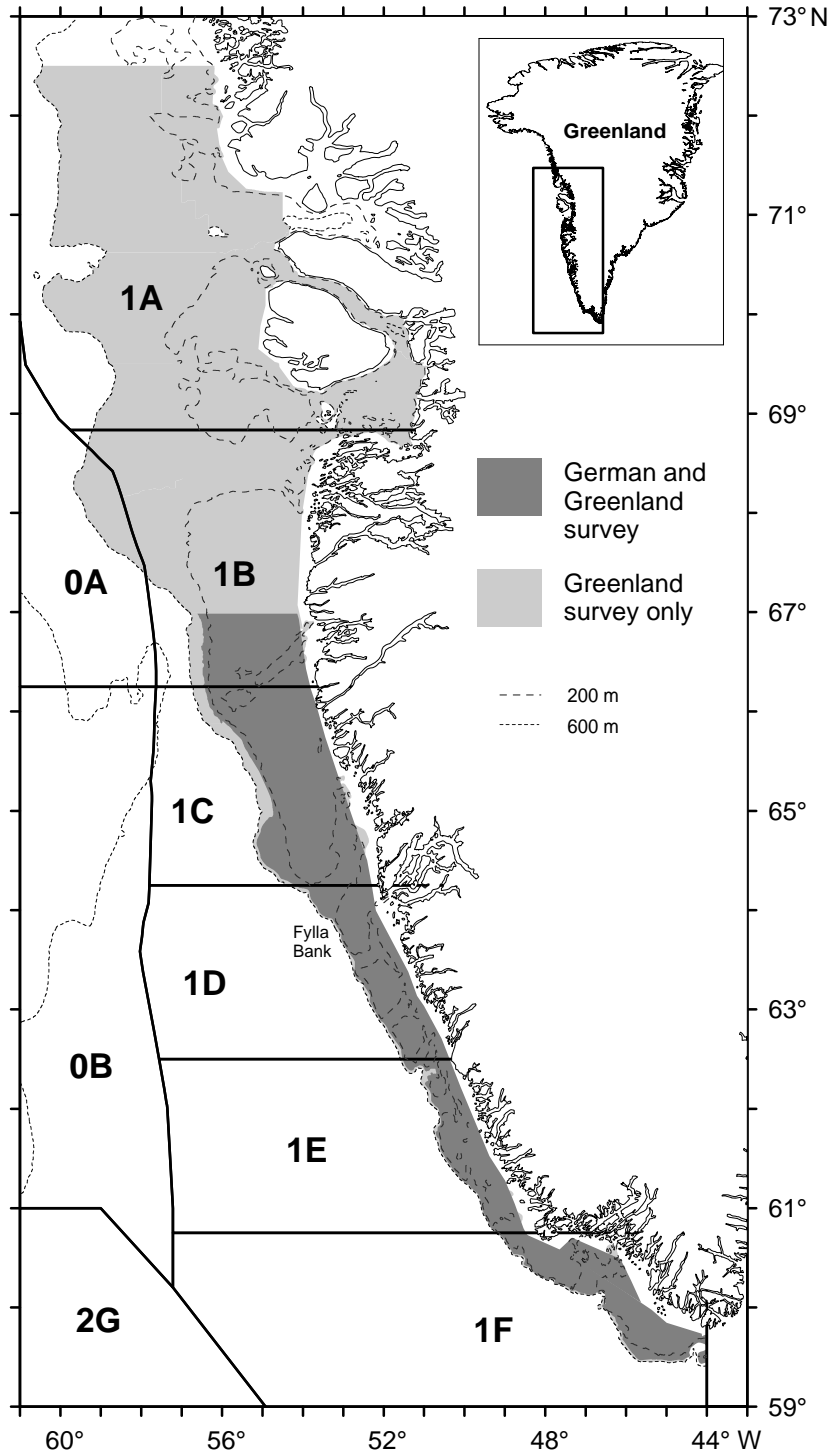 73° N
Greenland
71°
1A
69°
German and
Greenland
survey
0A
1B
Greenland
survey only
67°
200 m
600 m
1C
65°
Fylla
Bank
1D
63°
0B
1E
61°
2G
1F
59°
60°
56°
52°
48°
44° W